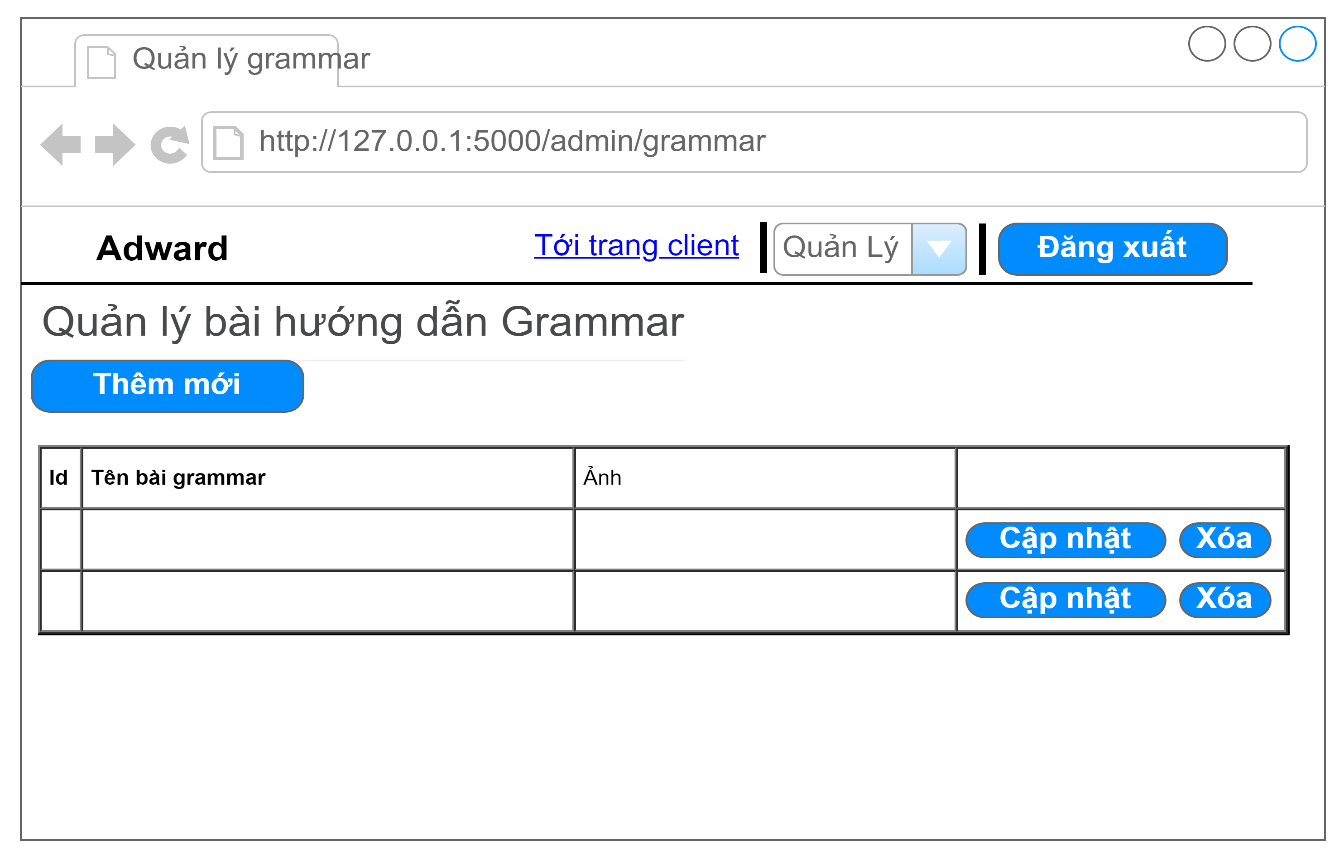 Quản lý grammar
http://127.0.0.1:5000/admin/grammar
Adward Tới trang client Quản Lý Đăng xuất
Quản lý bài hướng dẫn Grammar
Thêm mới
Id Tên bài grammar Ảnh
Cập nhật Xóa
Cập nhật Xóa